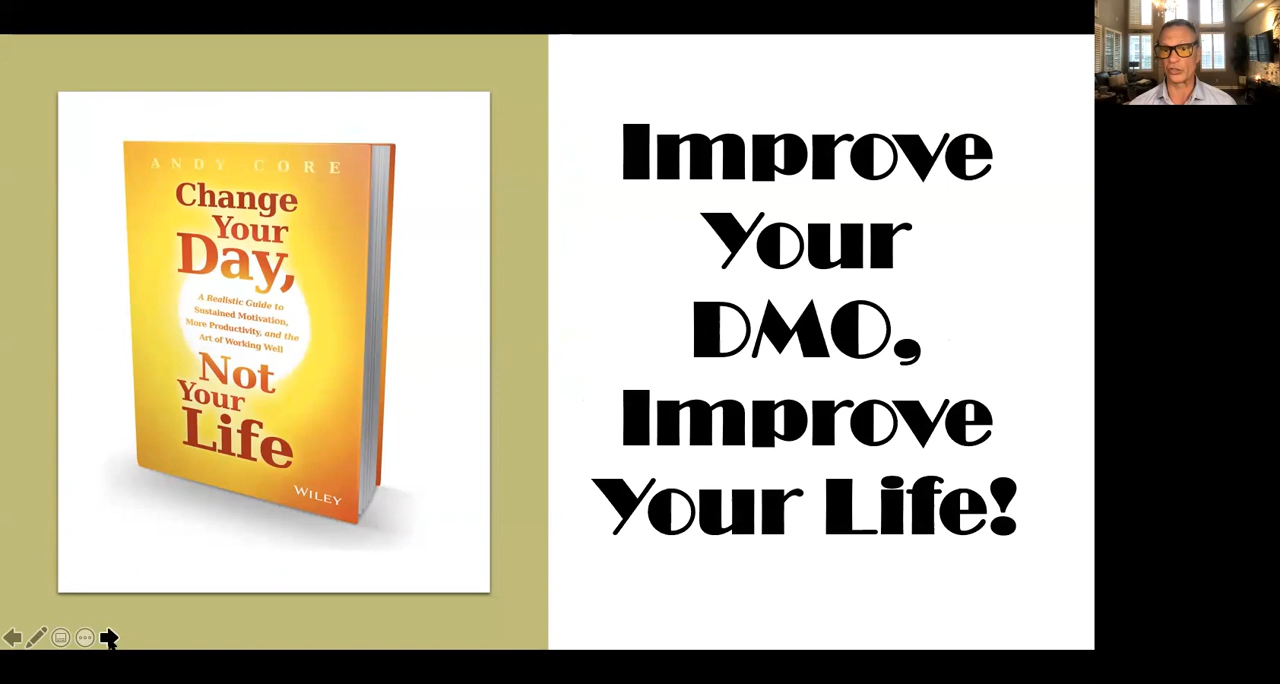 ANDY CORE
Change
Your
Day,
A Realistic Guide to
Sustained Motivation,
More Productivity, and the
Art of Working Well
Not
Your
Life
WILEY
Improve
Your
DMO,
Improve
Your Life!